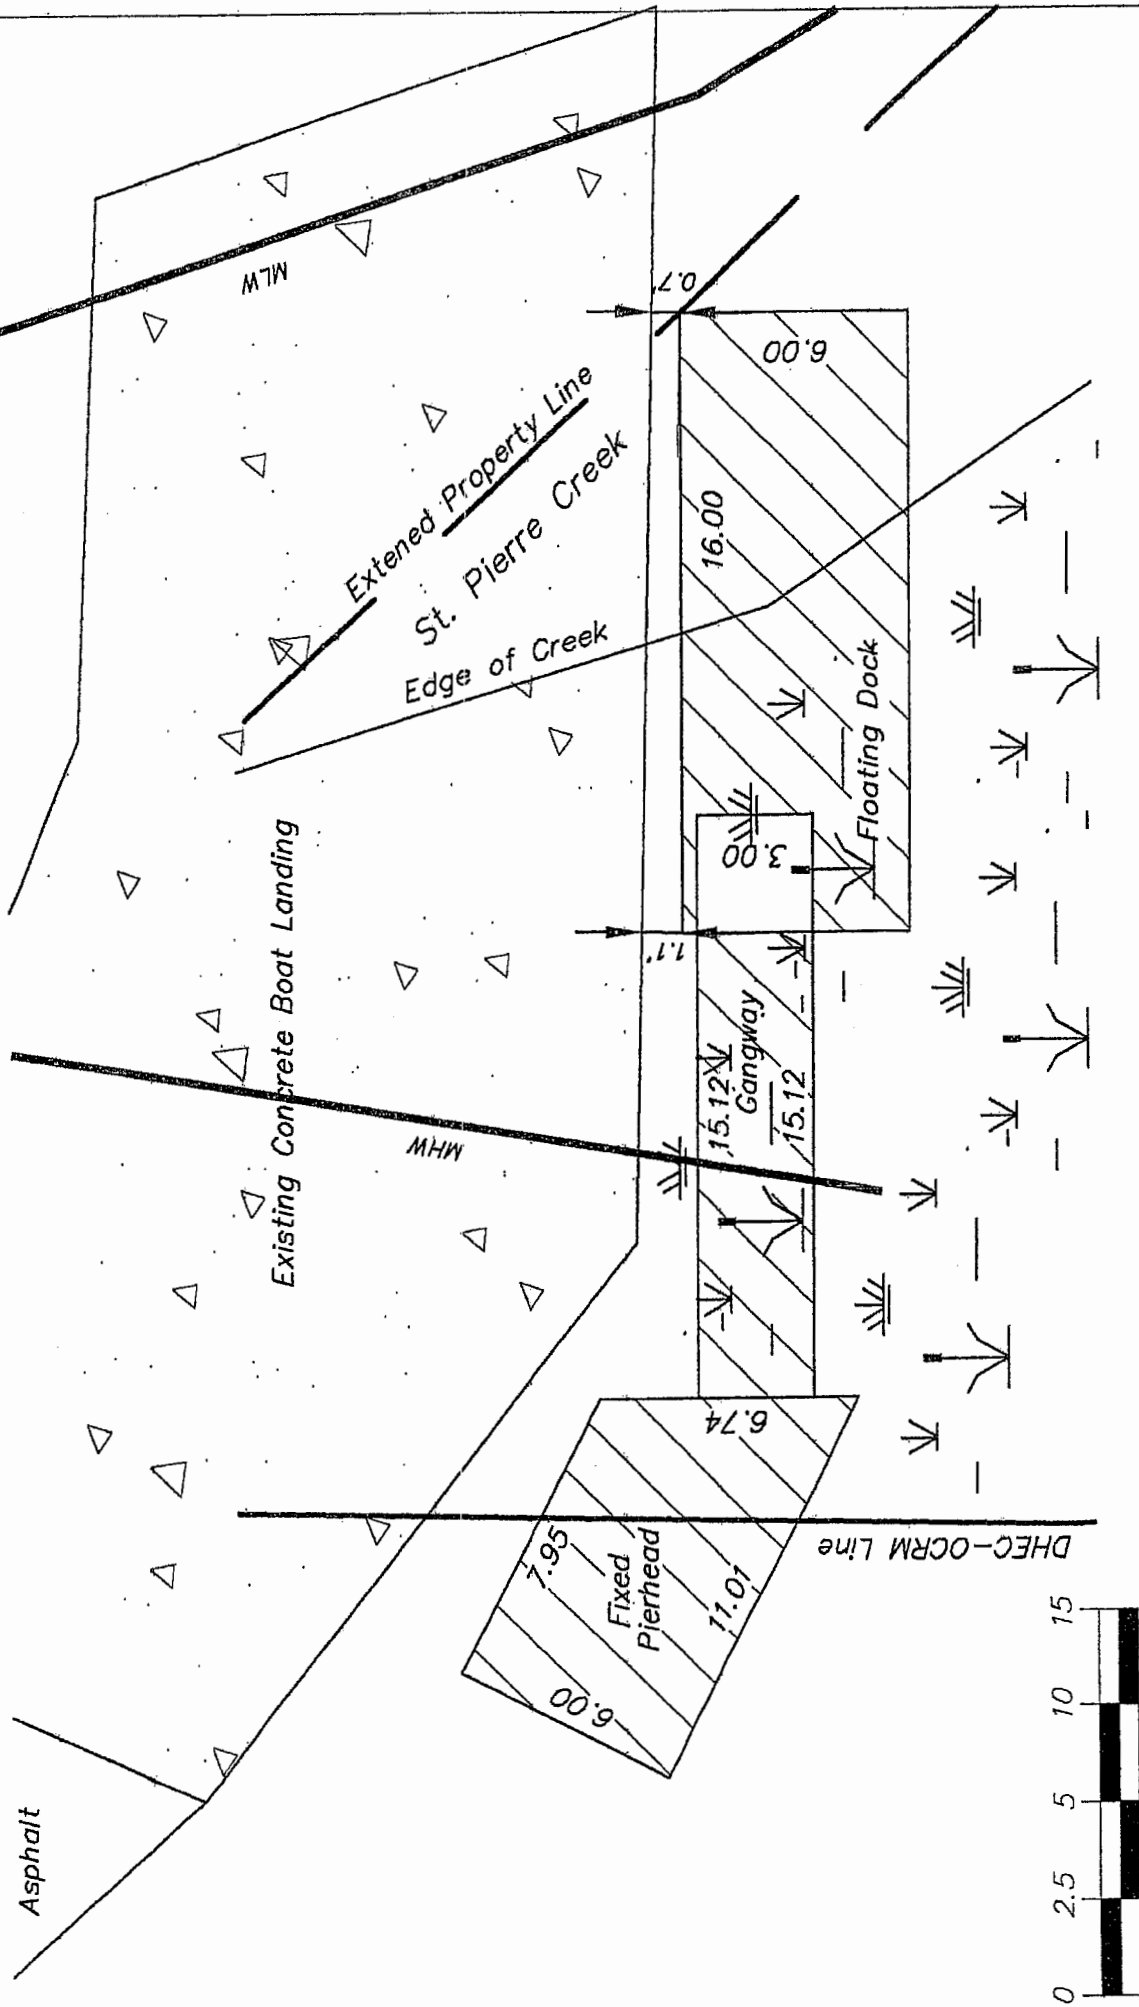 Asphalt
Existing Concrete Boat Landing
MLW
MHW
Extened Property Line
St. Pierre Creek
Edge of Creek
0.7'
6.00
16.00
Floating Dock
3.00
1.1'
15.12
Gangway
15.12
6.74
7.95
Fixed
Pierhead
11.01
6.00
DHEC-OCRM Line
0 2.5 5 10 15